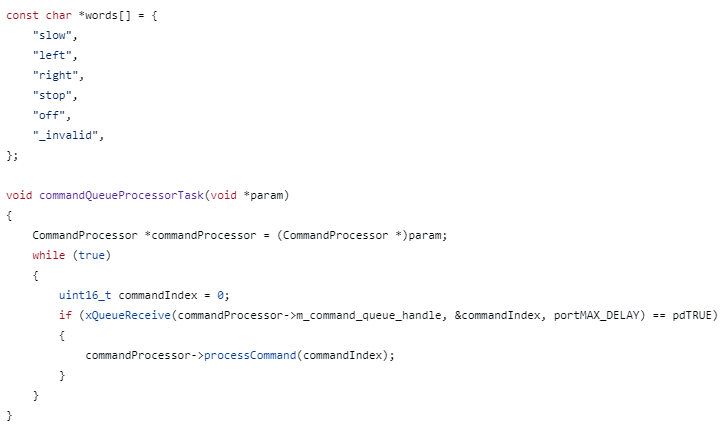 const char *words[] = {
    "slow",
    "left",
    "right",
    "stop",
    "off",
    "_invalid",
};

void commandQueueProcessorTask(void *param)
{
    CommandProcessor *commandProcessor = (CommandProcessor *)param;
    while (true)
    {
        uint16_t commandIndex = 0;
        if (xQueueReceive(commandProcessor->m_command_queue_handle, &commandIndex, portMAX_DELAY) == pdTRUE)
        {
            commandProcessor->processCommand(commandIndex);
        }
    }
}